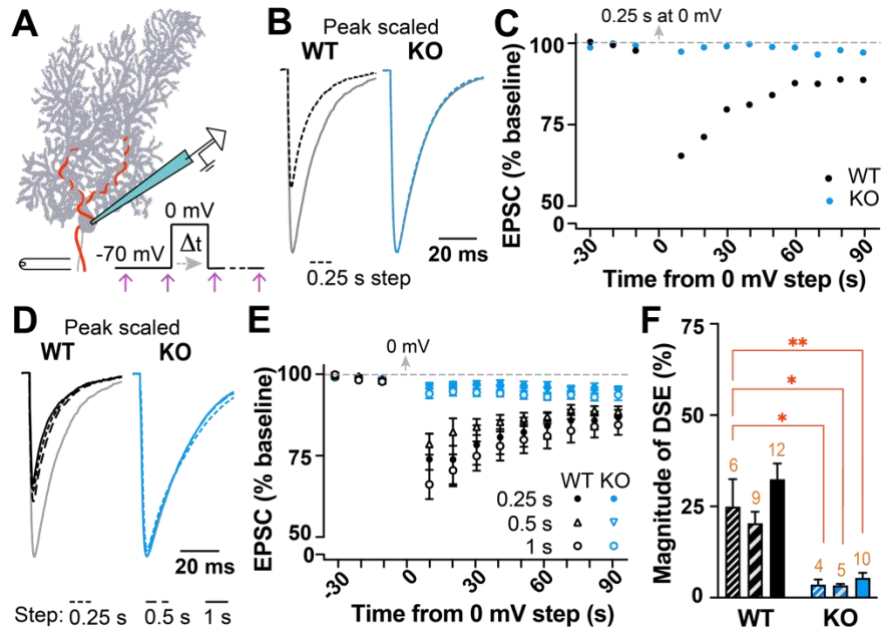 A
0 mV
Δt
-70 mV
B
Peak scaled
WT
KO
0.25 s step
20 ms
C
0.25 s at 0 mV
EPSC (% baseline)
100
75
50
0
WT
KO
-30
0
30
60
90
Time from 0 mV step (s)
D
Peak scaled
WT
KO
20 ms
Step: 0.25 s
0.5 s
1 s
E
0 mV
EPSC (% baseline)
100
75
50
0
WT KO
0.25 s
0.5 s
1 s
-30
0
30
60
90
Time from 0 mV step (s)
F
Magnitude of DSE (%)
75
50
25
0
**
*
*
6
9
12
4
5
10
WT
KO